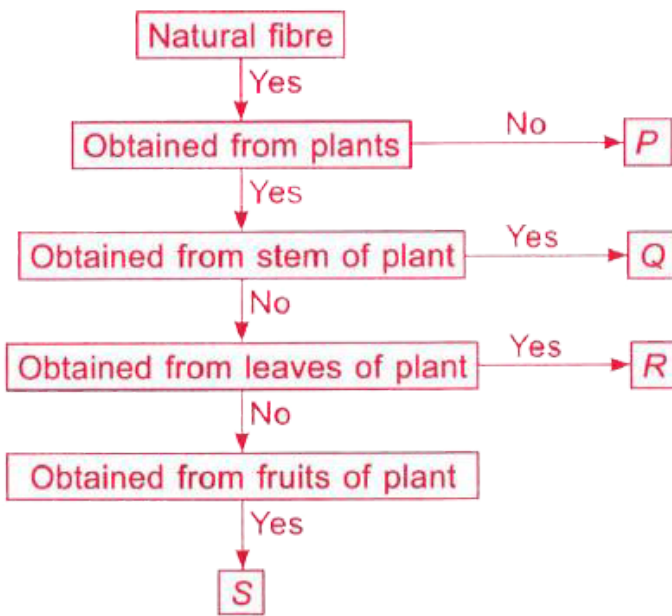 Natural fibre
Yes
Obtained from plants
No
P
Yes
Obtained from stem of plant
Yes
Q
No
Obtained from leaves of plant
Yes
R
No
Obtained from fruits of plant
Yes
S